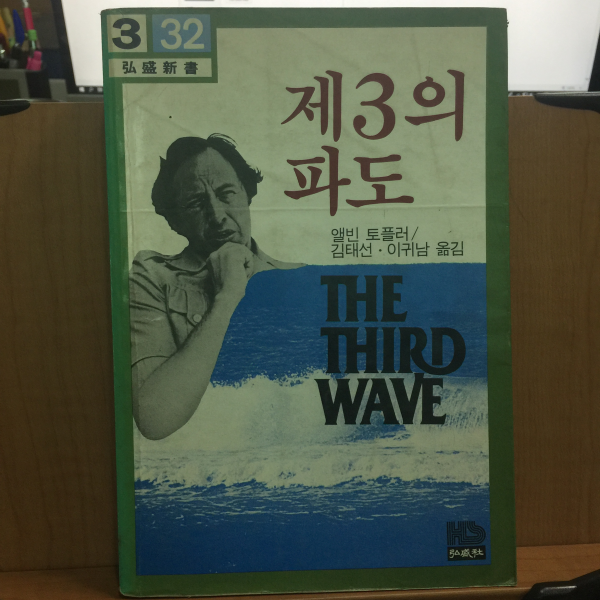 3 32
弘盛新書
제3의
파도
앨빈 토플러/
김태선·이귀남 옮김
THE
THIRD
WAVE
HS
弘盛社